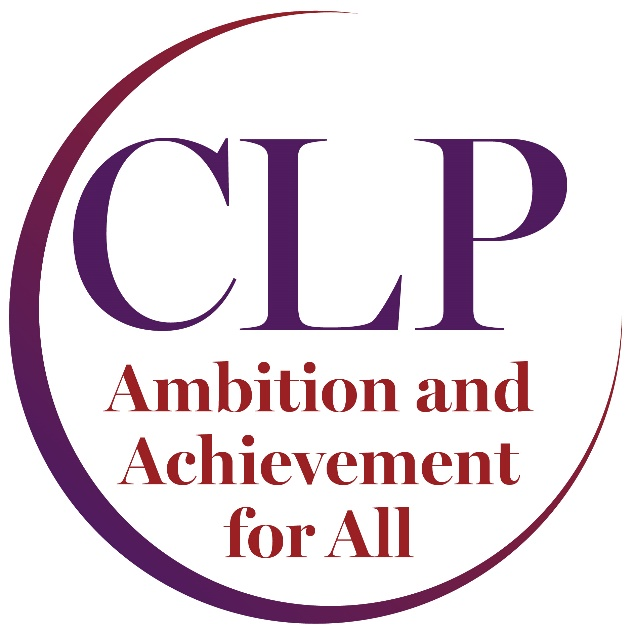 CLP
Ambition and
Achievement
for All